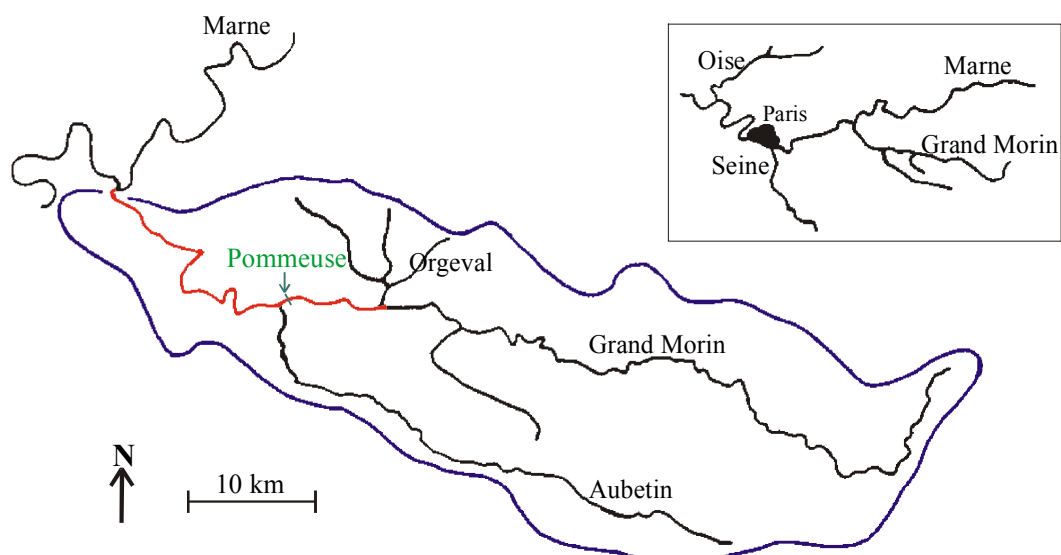 Marne
Oise
Marne
Paris
Grand Morin
Seine
Pommeuse
Orgeval
Grand Morin
N
10 km
Aubetin